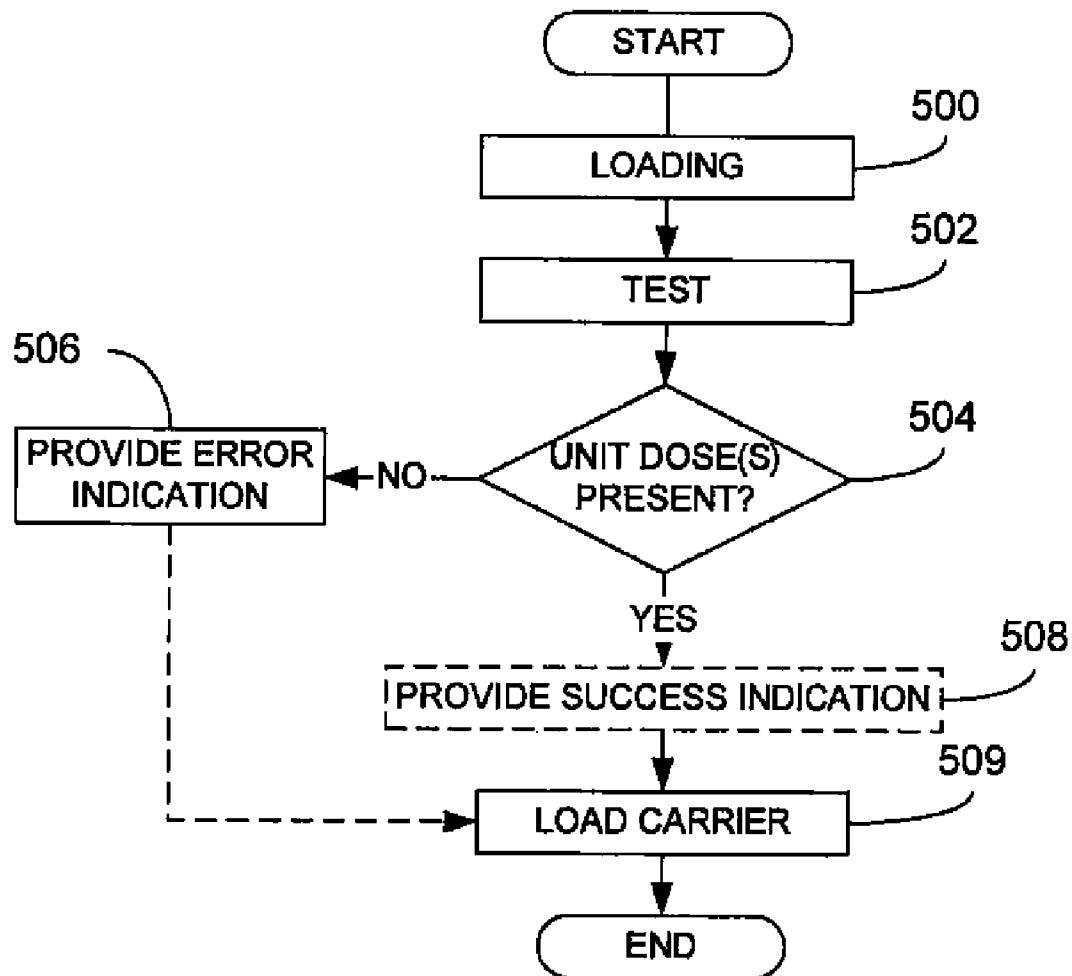 START
500
LOADING
502
TEST
504
UNIT DOSE(S)
PRESENT?
506
PROVIDE ERROR
INDICATION
NO
YES
508
PROVIDE SUCCESS INDICATION
509
LOAD CARRIER
END